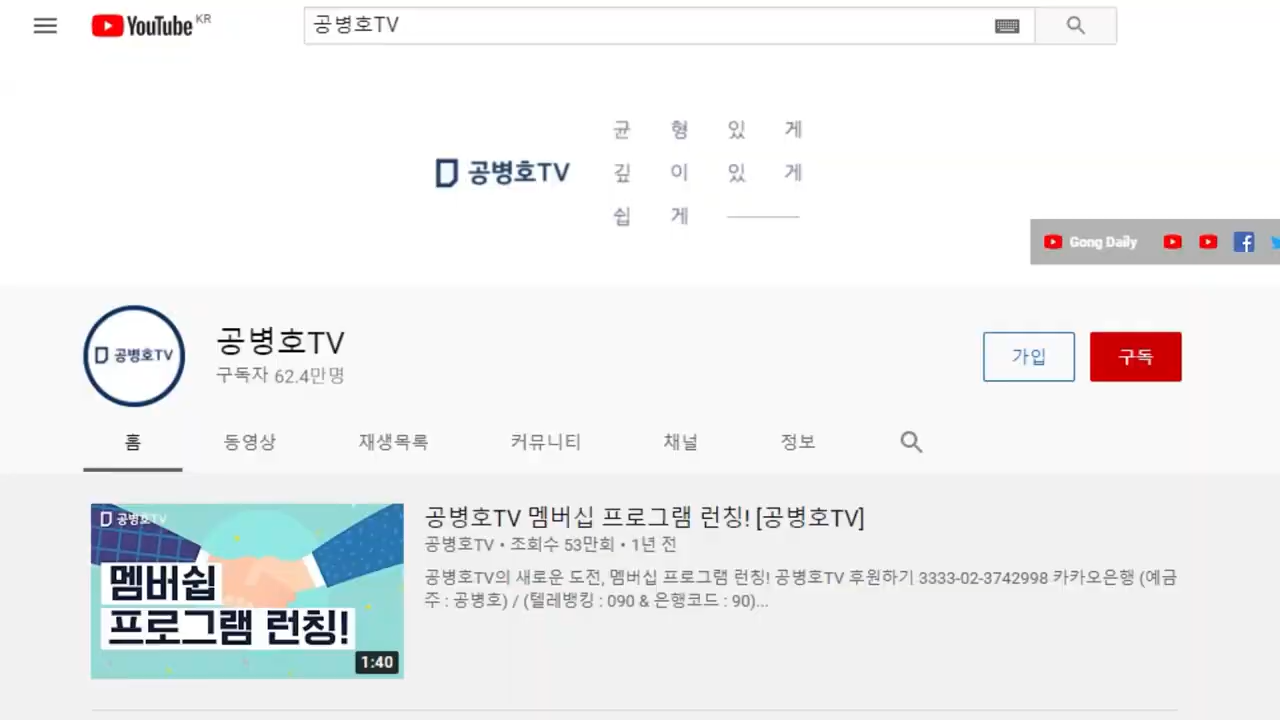 YouTube KR
공병호TV
균 형 있 게
공병호TV
깊 이 있 게
쉽 게
Gong Daily
공병호TV
공병호TV
구독자 62.4만명
가입
구독
홈
동영상
재생목록
커뮤니티
채널
정보
공병호TV
멤버쉽
프로그램 런칭!
1:40
공병호TV 멤버십 프로그램 런칭! [공병호TV]
공병호TV • 조회수 53만회 • 1년 전
공병호TV의 새로운 도전, 멤버십 프로그램 런칭! 공병호TV 후원하기 3333-02-3742998 카카오은행 (예금
주 : 공병호) / (텔레뱅킹 : 090 & 은행코드 : 90)...